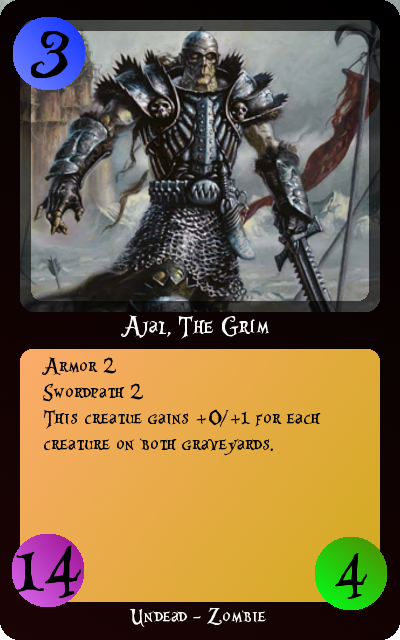 3
Ajal, The Grim
Armor 2
Swordpath 2
This creatue gains +0/+1 for each
creature on both graveyards.
14
4
Undead - Zombie